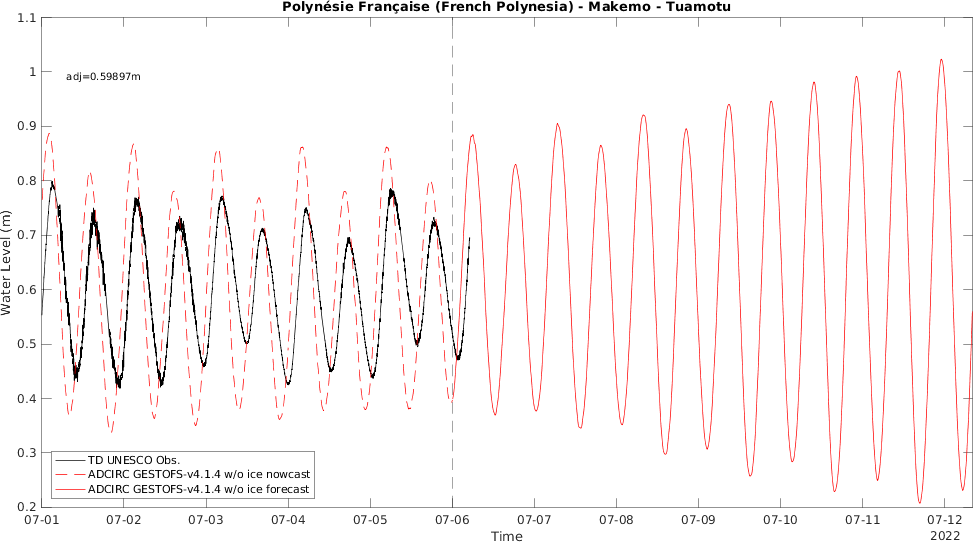 Polynésie Française (French Polynesia) - Makemo - Tuamotu
1.1
1
0.9
0.8
0.7
0.6
0.5
0.4
0.3
0.2
Water Level (m)
adj=0.59897m
TD UNESCO Obs.
ADCIRC GESTOFS-v4.1.4 w/o ice nowcast
ADCIRC GESTOFS-v4.1.4 w/o ice forecast
07-01 07-02 07-03 07-04 07-05 07-06 07-07 07-08 07-09 07-10 07-11 07-12
2022
Time